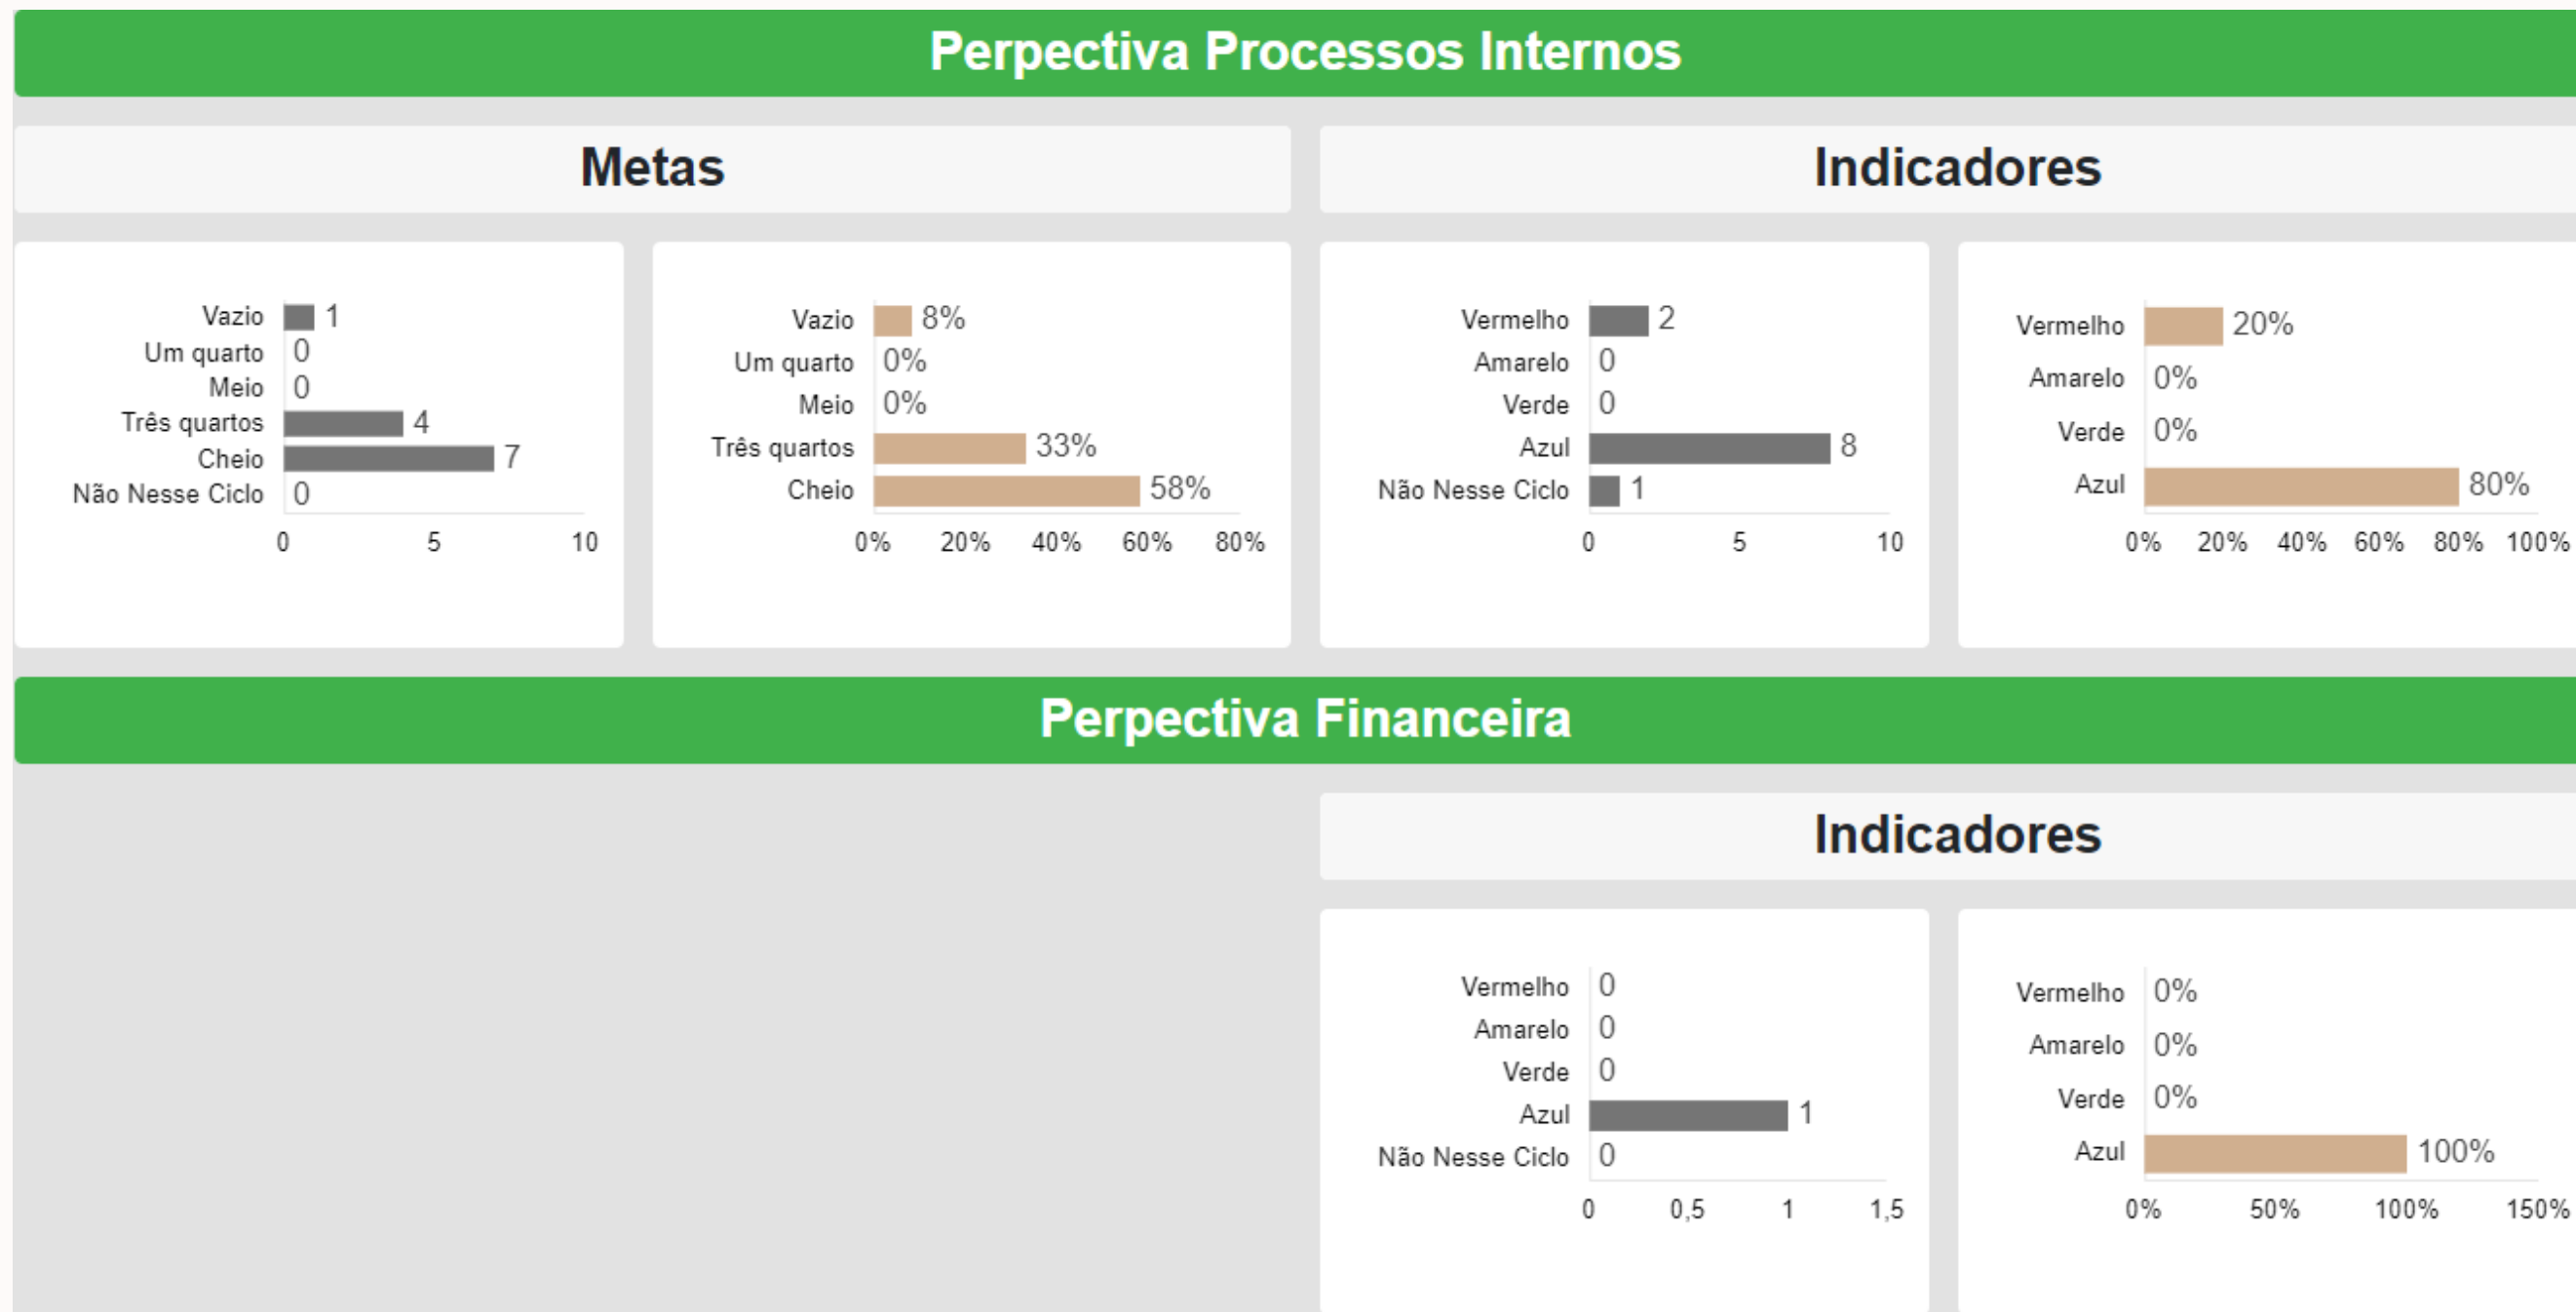 Perpectiva Processos Internos
Metas
Indicadores
Vazio 1
Um quarto 0
Meio 0
Três quartos 4
Cheio 7
Não Nesse Ciclo 0
0 5 10
Vazio 8%
Um quarto 0%
Meio 0%
Três quartos 33%
Cheio 58%
0% 20% 40% 60% 80%
Vermelho 2
Amarelo 0
Verde 0
Azul 8
Não Nesse Ciclo 1
0 5 10
Vermelho 20%
Amarelo 0%
Verde 0%
Azul 80%
0% 20% 40% 60% 80% 100%
Perpectiva Financeira
Indicadores
Vermelho 0
Amarelo 0
Verde 0
Azul 1
Não Nesse Ciclo 0
0 0,5 1 1,5
Vermelho 0%
Amarelo 0%
Verde 0%
Azul 100%
0% 50% 100% 150%